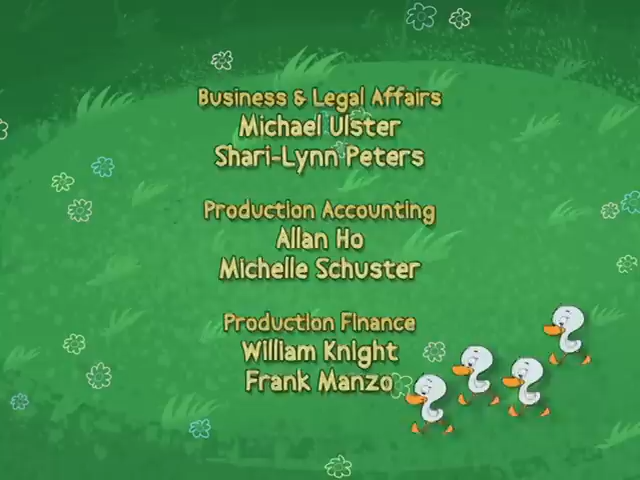 Business & Legal Affairs
Michael Ulster
Shari-Lynn Peters
Production Accounting
Allan Ho
Michelle Schuster
Production Finance
William Knight
Frank Manzo